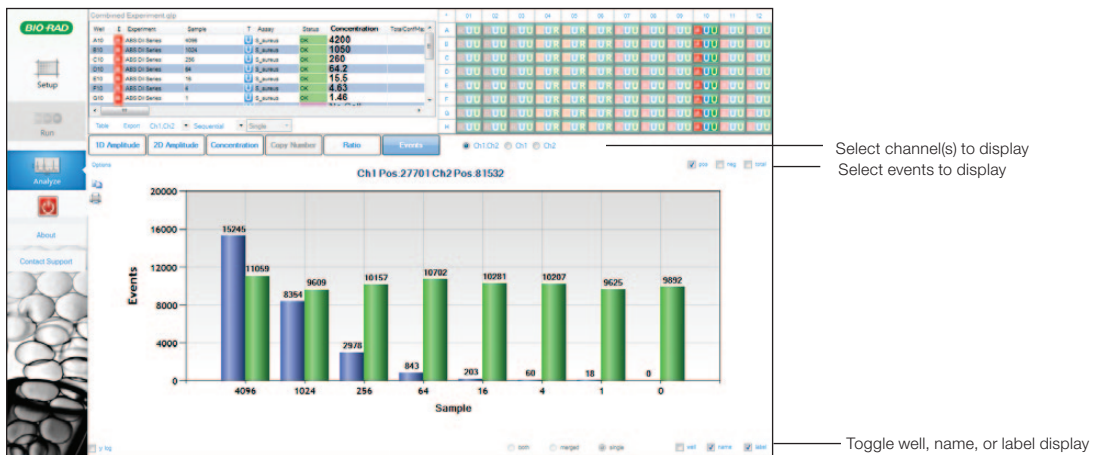 BIO-RAD
Setup
Run
Analyze
About
Contact Support
Combined Experiment.qlp
Well Σ Experiment Sample T Assay Status Concentration
A10 ABS Dil Series 4096 U S_aureus OK 4200
B10 ABS Dil Series 1024 U S_aureus OK 1050
C10 ABS Dil Series 256 U S_aureus OK 260
D10 ABS Dil Series 64 U S_aureus OK 64.2
E10 ABS Dil Series 16 U S_aureus OK 15.5
F10 ABS Dil Series 4 U S_aureus OK 4.63
G10 ABS Dil Series 1 U S_aureus OK 1.46
01 02 03 04 05 06 07 08 09 10 11 12
A
B
C
D
E
F
G
H
Table Export Ch1,Ch2 Sequential Single
1D Amplitude 2D Amplitude Concentration Copy Number Ratio Events
Ch1,Ch2 Ch1 Ch2
Select channel(s) to display
pos neg total
Select events to display
Options
Ch1 Pos:27701 Ch2 Pos:81532
Events
20000
16000
12000
8000
4000
0
15245 11059
8354 9609
2978 10157
843 10702
203 10281
60 10207
18 9625
0 9892
4096 1024 256 64 16 4 1 0
Sample
y log
both merged single
well name label
Toggle well, name, or label display